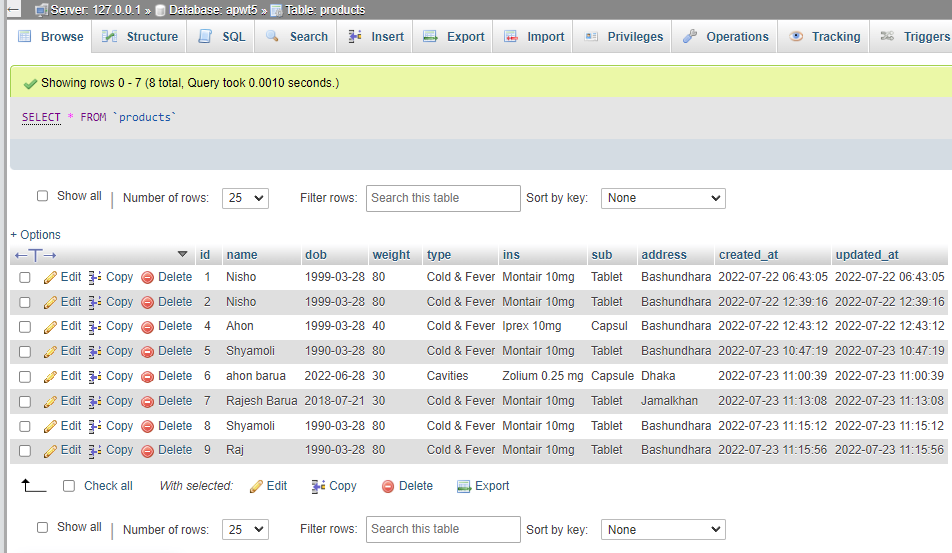 Server: 127.0.0.1 » Database: apwt5 » Table: products
Browse Structure SQL Search Insert Export Import Privileges Operations Tracking Triggers
Showing rows 0 - 7 (8 total, Query took 0.0010 seconds.)
SELECT * FROM `products`
Show all Number of rows: 25 Filter rows: Search this table Sort by key: None
+ Options
id name dob weight type ins sub address created_at updated_at
Edit Copy Delete 1 Nisho 1999-03-28 80 Cold & Fever Montair 10mg Tablet Bashundhara 2022-07-22 06:43:05 2022-07-22 06:43:05
Edit Copy Delete 2 Nisho 1999-03-28 80 Cold & Fever Montair 10mg Tablet Bashundhara 2022-07-22 12:39:16 2022-07-22 12:39:16
Edit Copy Delete 4 Ahon 1999-03-28 40 Cold & Fever Iprex 10mg Capsul Bashundhara 2022-07-22 12:43:12 2022-07-22 12:43:12
Edit Copy Delete 5 Shyamoli 1990-03-28 80 Cold & Fever Montair 10mg Tablet Bashundhara 2022-07-23 10:47:19 2022-07-23 10:47:19
Edit Copy Delete 6 ahon barua 2022-06-28 30 Cavities Zolium 0.25 mg Capsule Dhaka 2022-07-23 11:00:39 2022-07-23 11:00:39
Edit Copy Delete 7 Rajesh Barua 2018-07-21 30 Cold & Fever Montair 10mg Tablet Jamalkhan 2022-07-23 11:13:08 2022-07-23 11:13:08
Edit Copy Delete 8 Shyamoli 1990-03-28 80 Cold & Fever Montair 10mg Tablet Bashundhara 2022-07-23 11:15:12 2022-07-23 11:15:12
Edit Copy Delete 9 Raj 1990-03-28 80 Cold & Fever Montair 10mg Tablet Bashundhara 2022-07-23 11:15:56 2022-07-23 11:15:56
Check all With selected: Edit Copy Delete Export
Show all Number of rows: 25 Filter rows: Search this table Sort by key: None